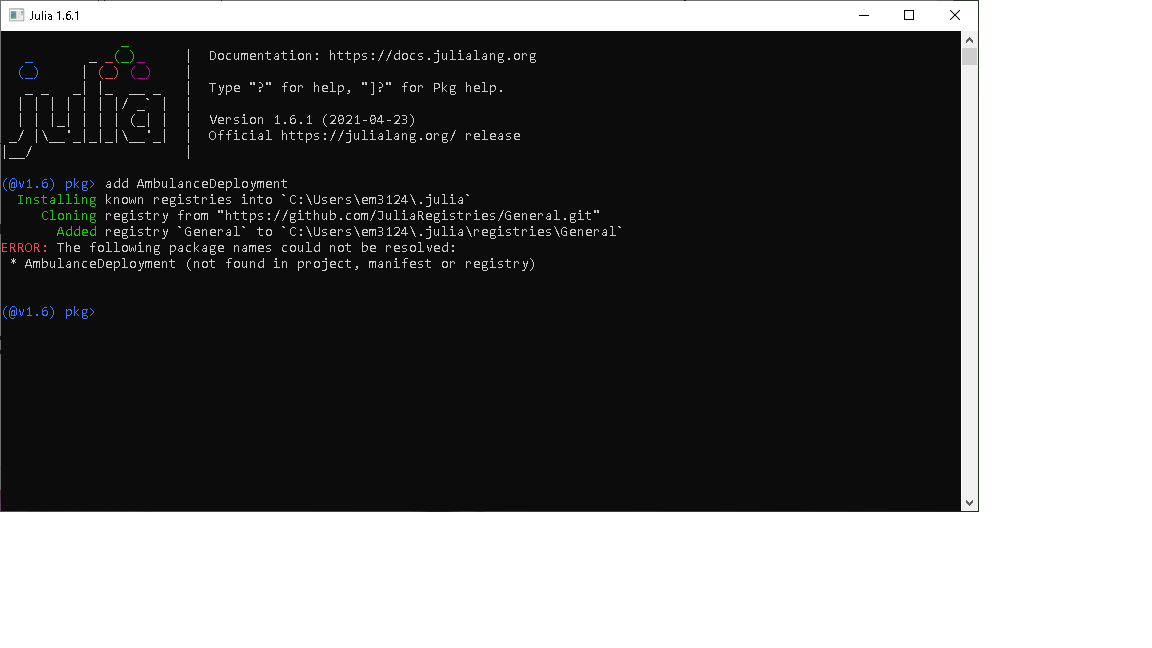 Julia 1.6.1
Documentation: https://docs.julialang.org
Type "?" for help, "]?" for Pkg help.
Version 1.6.1 (2021-04-23)
Official https://julialang.org/ release
(@v1.6) pkg> add AmbulanceDeployment
Installing known registries into `C:\Users\em3124\.julia`
Cloning registry from "https://github.com/JuliaRegistries/General.git"
Added registry `General` to `C:\Users\em3124\.julia\registries\General`
ERROR: The following package names could not be resolved:
* AmbulanceDeployment (not found in project, manifest or registry)
(@v1.6) pkg>